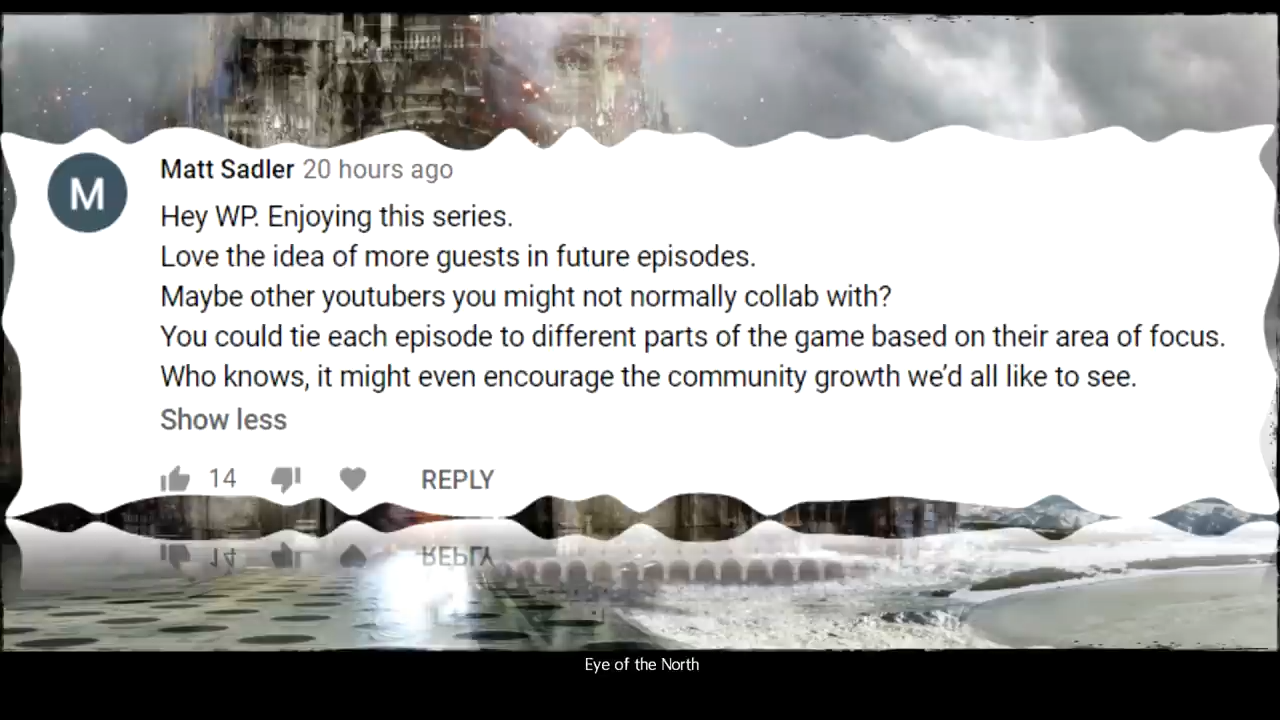 M
Matt Sadler 20 hours ago
Hey WP. Enjoying this series.
Love the idea of more guests in future episodes.
Maybe other youtubers you might not normally collab with?
You could tie each episode to different parts of the game based on their area of focus.
Who knows, it might even encourage the community growth we’d all like to see.
Show less
14 REPLY
14 REPLY
Eye of the North